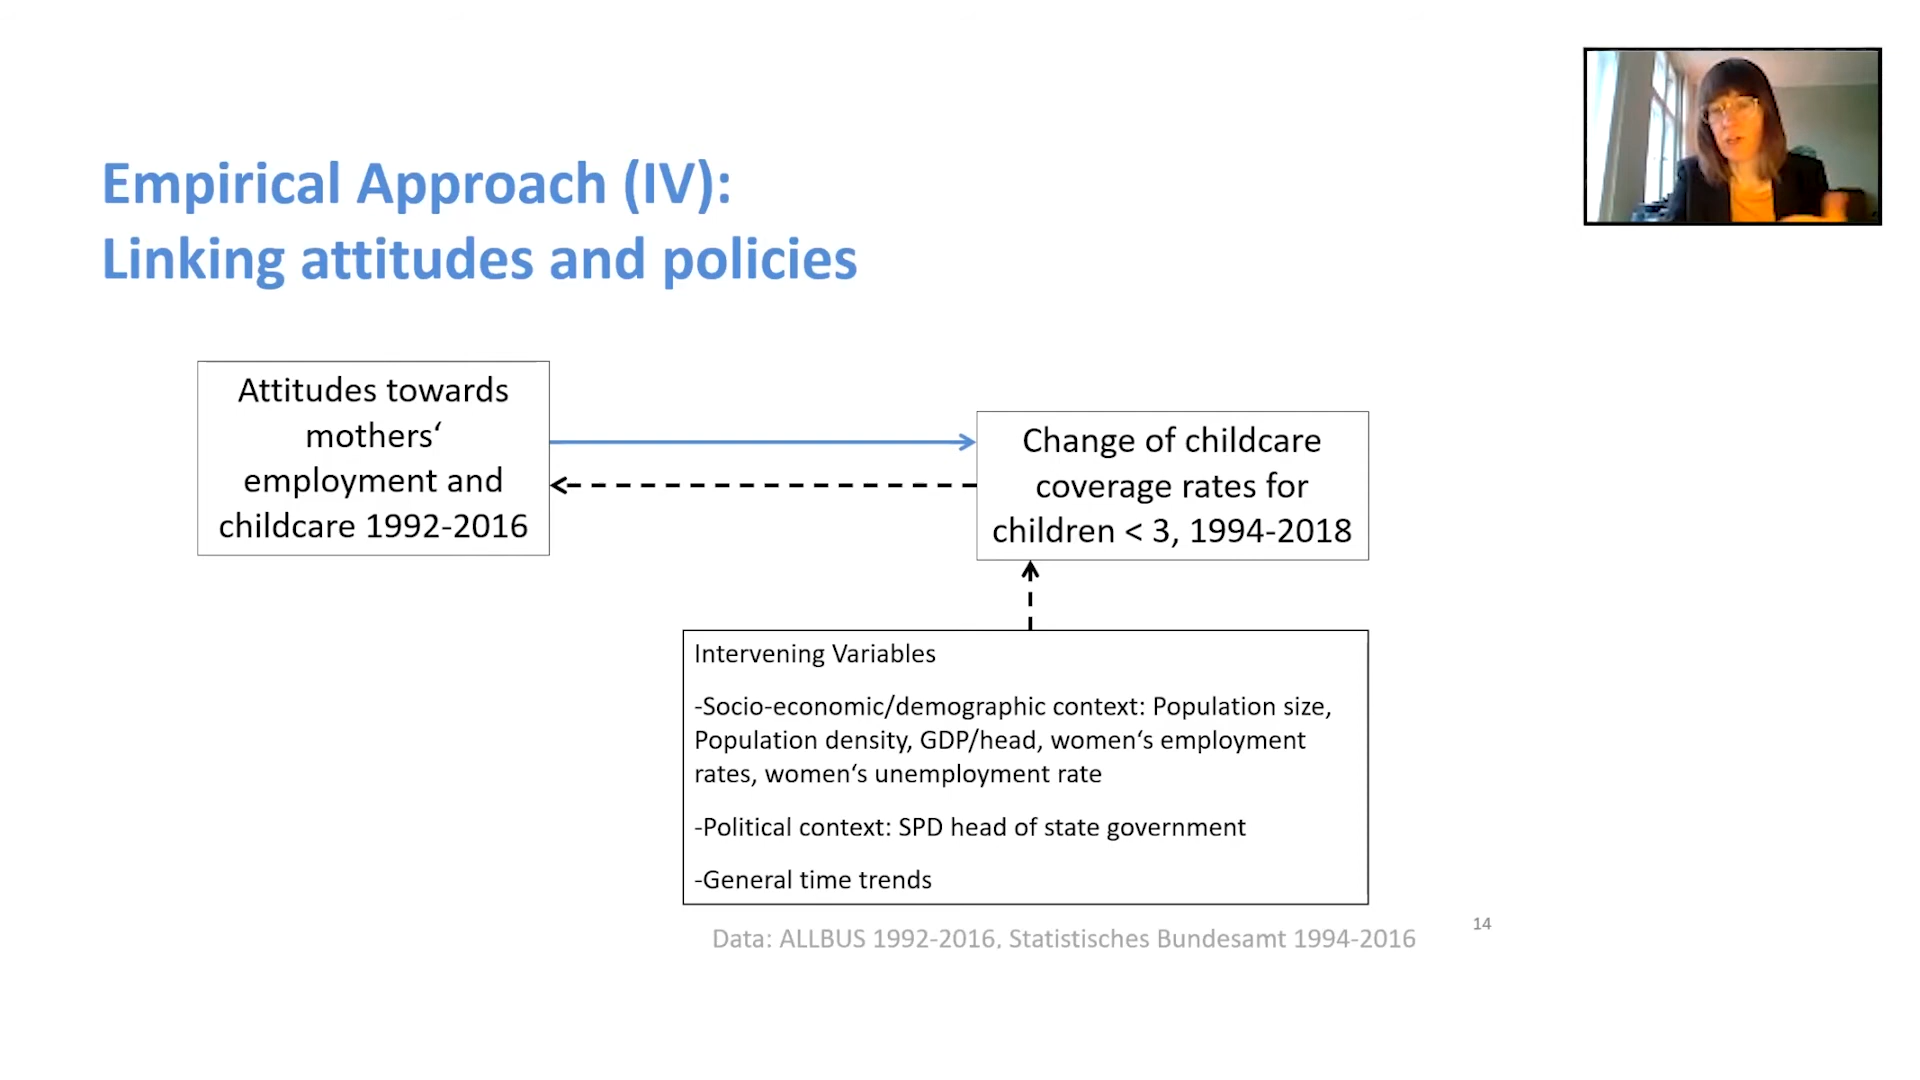 Empirical Approach (IV):
Linking attitudes and policies
Attitudes towards
mothers‘
employment and
childcare 1992-2016
Change of childcare
coverage rates for
children < 3, 1994-2018
Intervening Variables
-Socio-economic/demographic context: Population size,
Population density, GDP/head, women‘s employment
rates, women‘s unemployment rate
-Political context: SPD head of state government
-General time trends
Data: ALLBUS 1992-2016, Statistisches Bundesamt 1994-2016
14